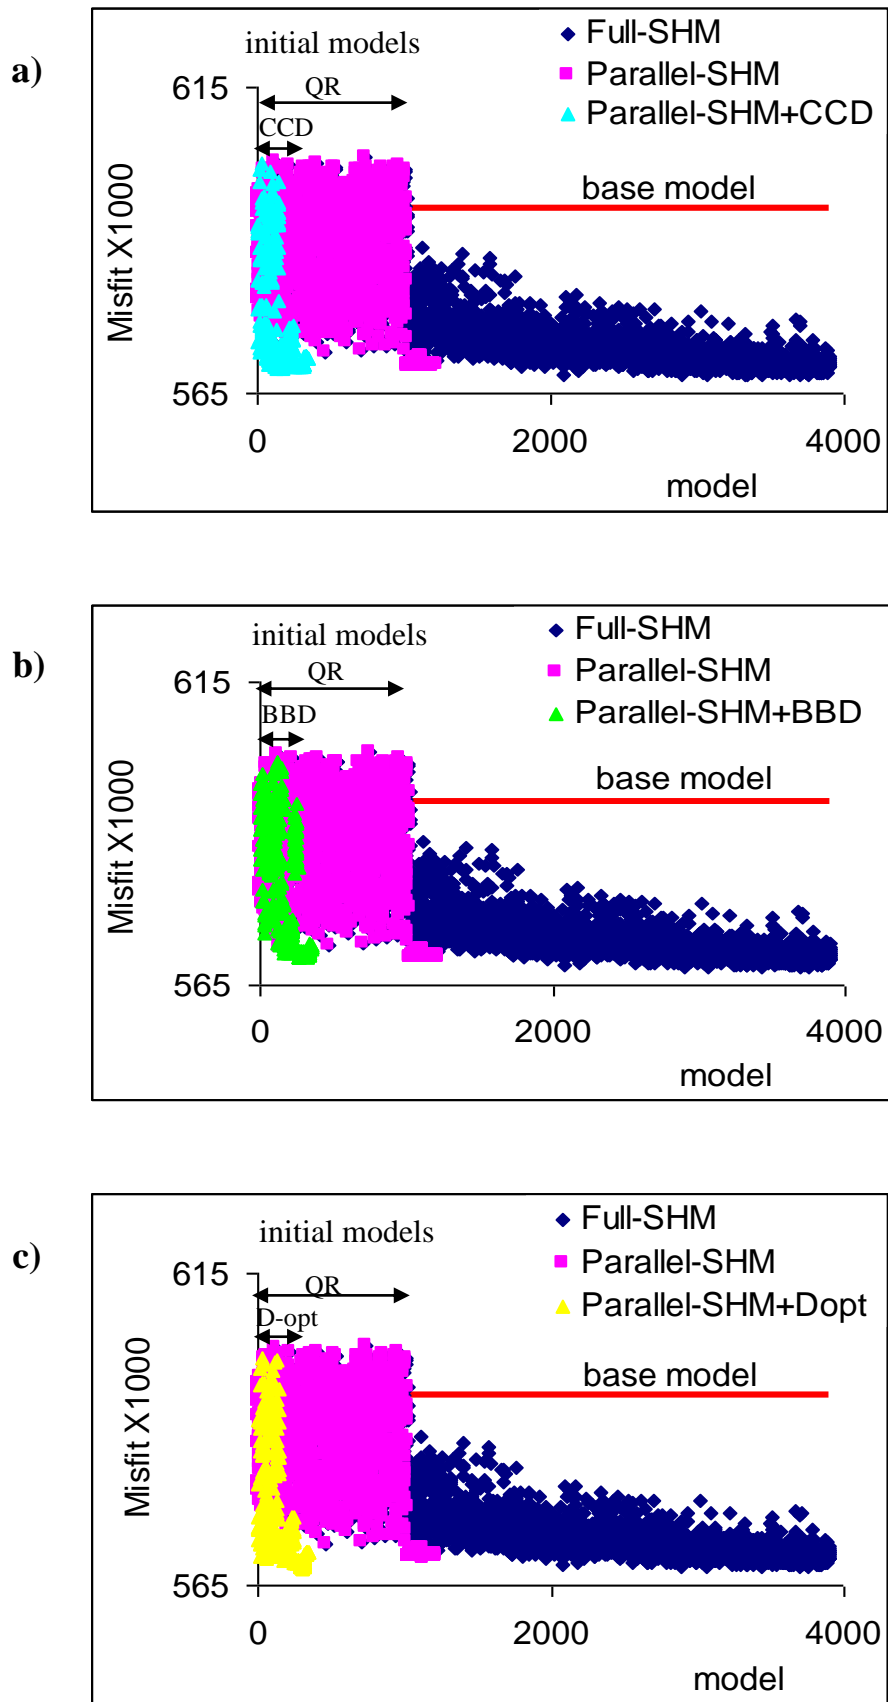 a)
initial models
Full-SHM
Parallel-SHM
Parallel-SHM+CCD
615
QR
CCD
base model
Misfit X1000
565
0 2000 4000
model
b)
initial models
Full-SHM
Parallel-SHM
Parallel-SHM+BBD
615
QR
BBD
base model
Misfit X1000
565
0 2000 4000
model
c)
initial models
Full-SHM
Parallel-SHM
Parallel-SHM+Dopt
615
QR
D-opt
base model
Misfit X1000
565
0 2000 4000
model